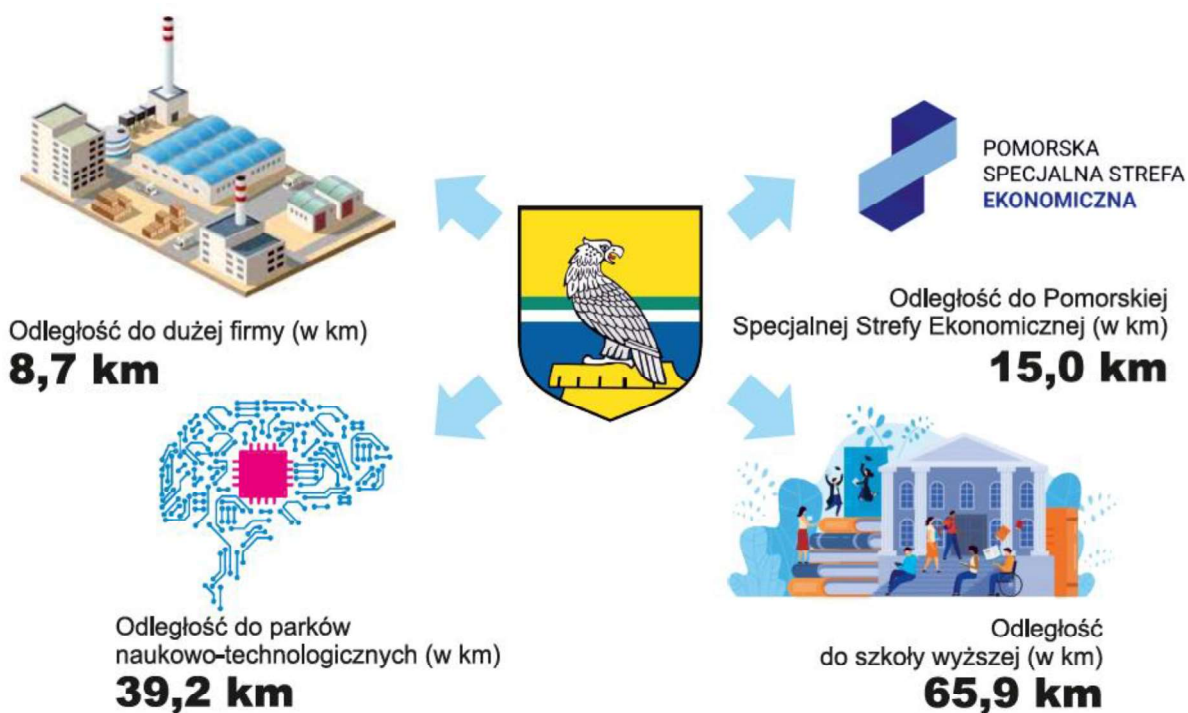 POMORSKA
SPECJALNA STREFA
EKONOMICZNA
Odległość do dużej firmy (w km)
8,7 km
Odległość do Pomorskiej
Specjalnej Strefy Ekonomicznej (w km)
15,0 km
Odległość do parków
naukowo-technologicznych (w km)
39,2 km
Odległość
do szkoły wyższej (w km)
65,9 km